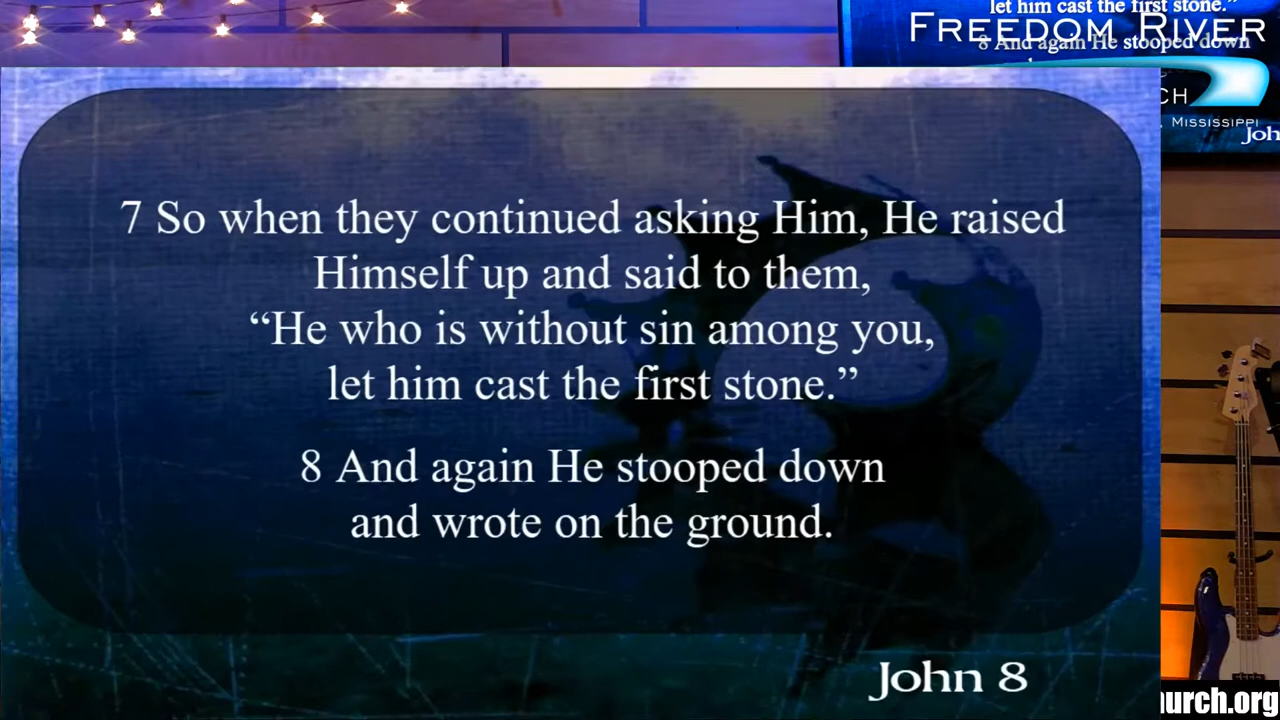 let him cast the first stone.”
FREEDOM RIVER
8 And again He stooped down
CH
, MISSISSIPPI
Joh
7 So when they continued asking Him, He raised
Himself up and said to them,
“He who is without sin among you,
let him cast the first stone.”
8 And again He stooped down
and wrote on the ground.
John 8
urch.org